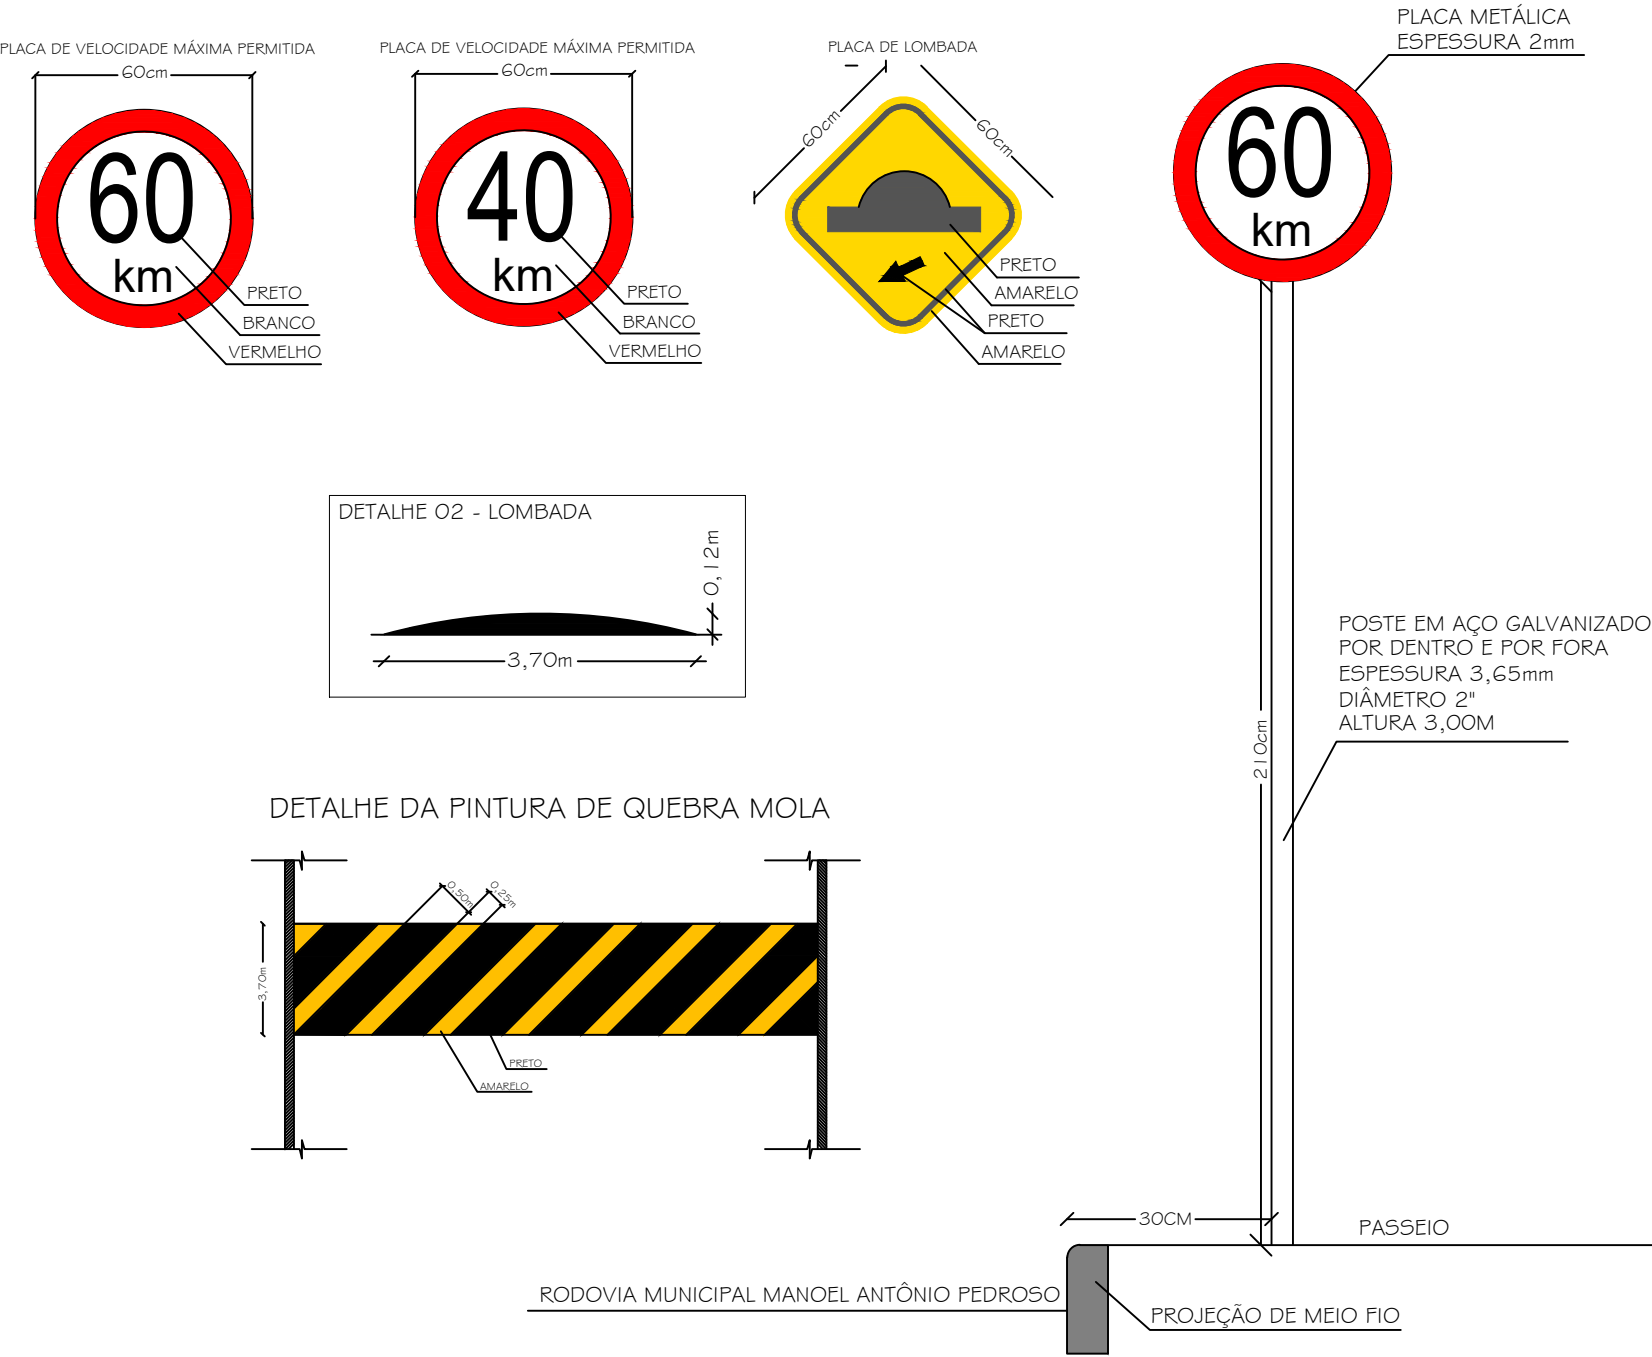 PLACA DE VELOCIDADE MÁXIMA PERMITIDA
60cm
60
km
PRETO
BRANCO
VERMELHO
PLACA DE VELOCIDADE MÁXIMA PERMITIDA
60cm
40
km
PRETO
BRANCO
VERMELHO
PLACA DE LOMBADA
60cm
60cm
PRETO
AMARELO
PRETO
AMARELO
PLACA METÁLICA
ESPESSURA 2mm
60
km
DETALHE 02 - LOMBADA
0,12m
3,70m
POSTE EM AÇO GALVANIZADO
POR DENTRO E POR FORA
ESPESSURA 3,65mm
DIÂMETRO 2"
ALTURA 3,00M
210cm
DETALHE DA PINTURA DE QUEBRA MOLA
0,50m
0,25m
3,70m
PRETO
AMARELO
30CM
PASSEIO
RODOVIA MUNICIPAL MANOEL ANTÔNIO PEDROSO
PROJEÇÃO DE MEIO FIO